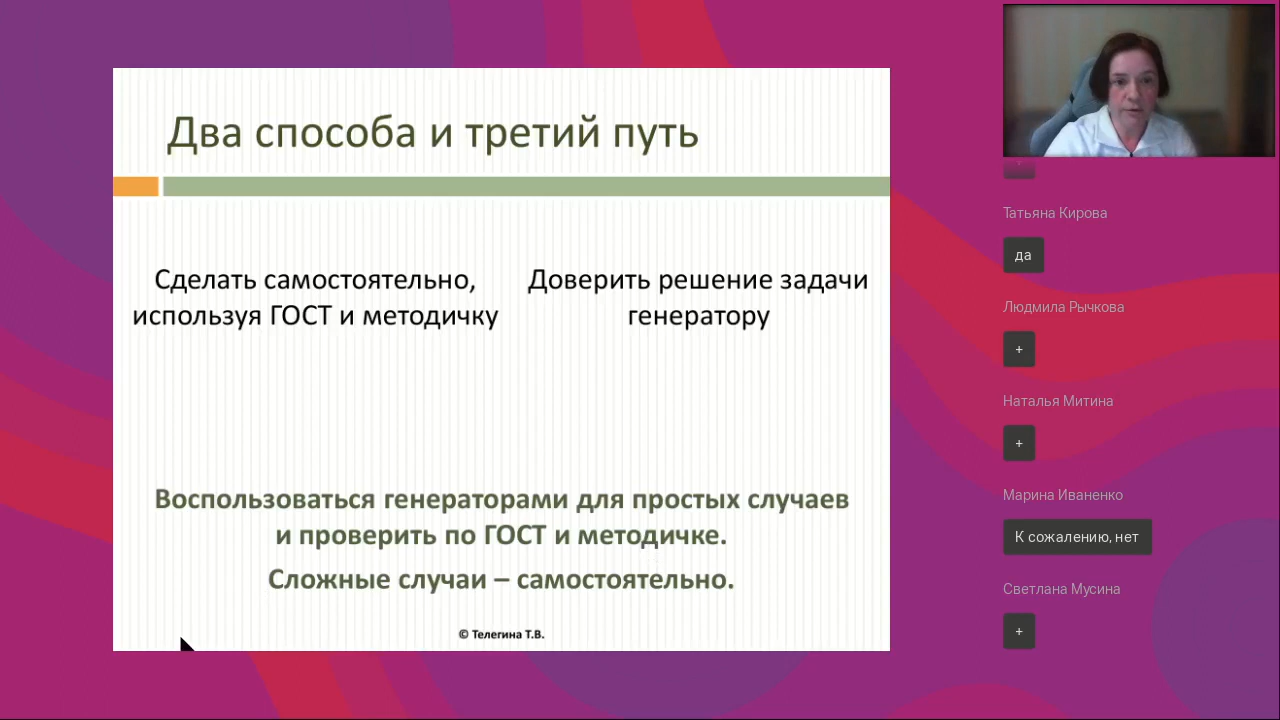 Два способа и третий путь
Сделать самостоятельно,
используя ГОСТ и методичку
Доверить решение задачи
генератору
Воспользоваться генераторами для простых случаев
и проверить по ГОСТ и методичке.
Сложные случаи – самостоятельно.
© Телегина Т.В.
Татьяна Кирова
да
Людмила Рычкова
+
Наталья Митина
+
Марина Иваненко
К сожалению, нет
Светлана Мусина
+